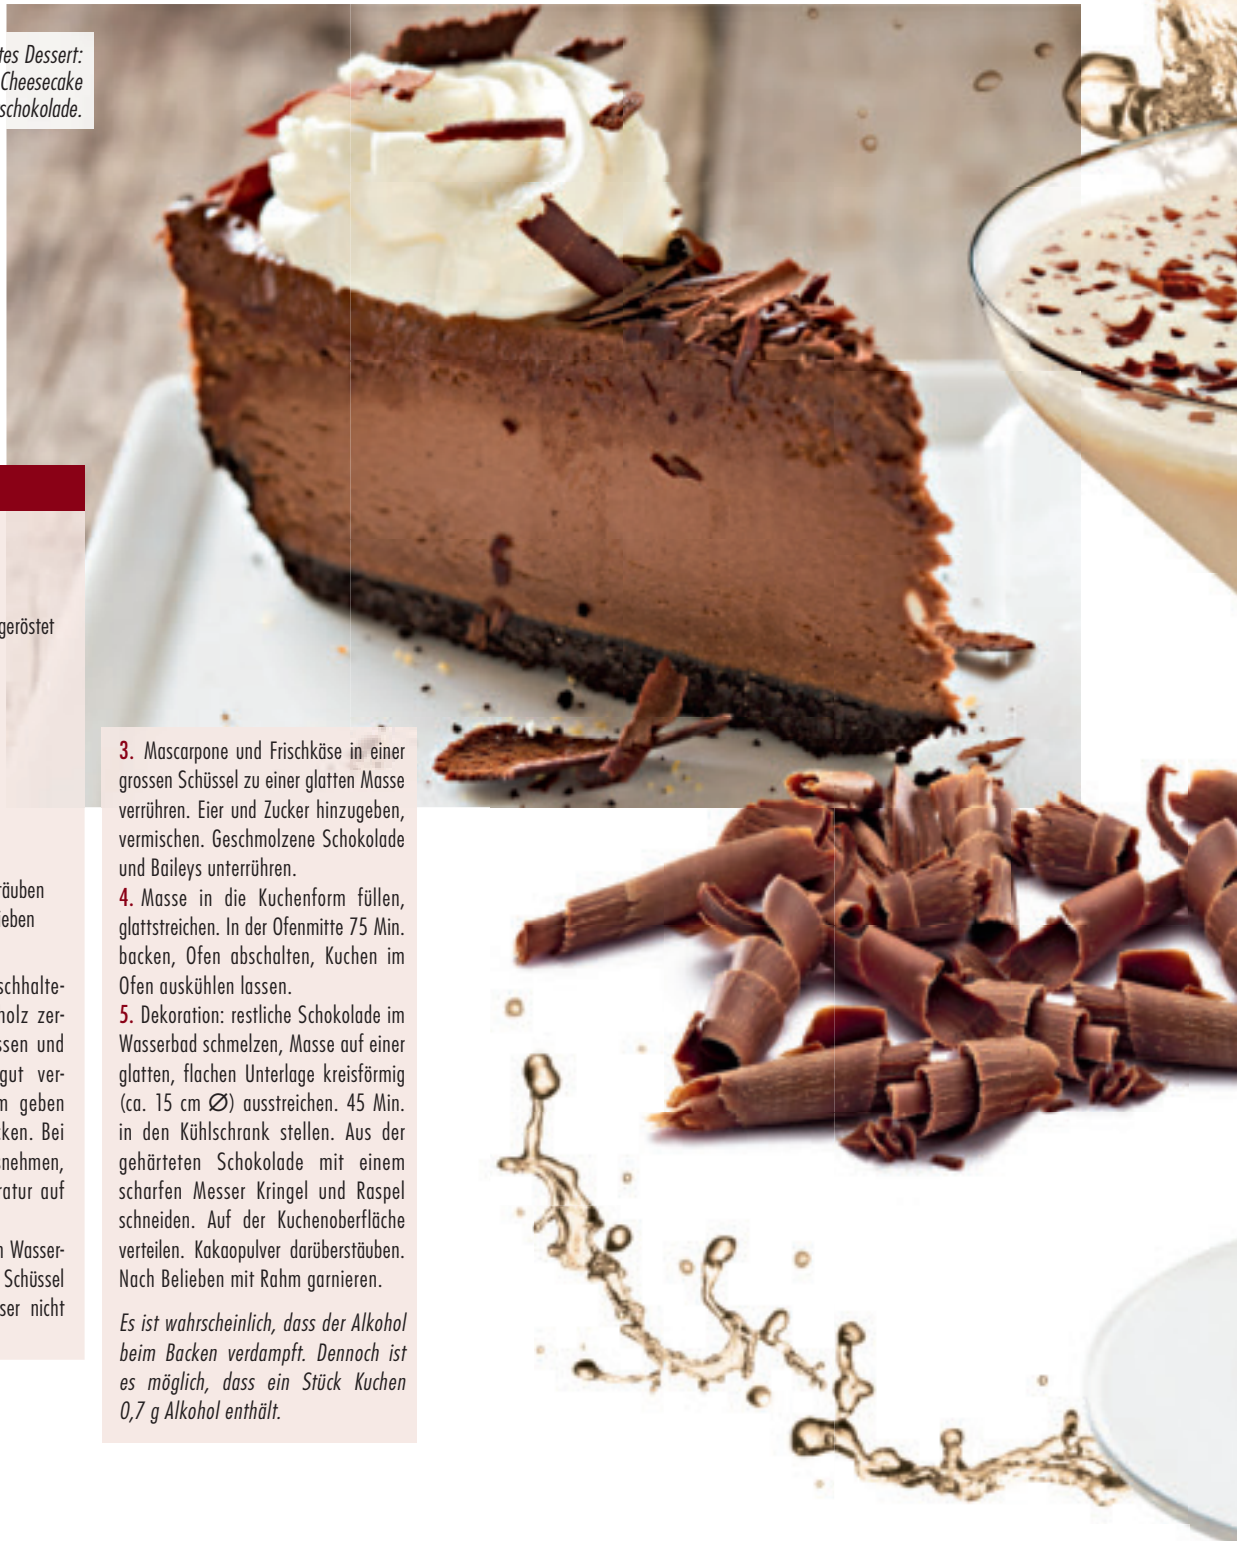 tes Dessert:
Cheesecake
schokolade.
geröstet
räuben
ieben
schhalte-
holz zer-
ssen und
gut ver-
m geben
ken. Bei
nehmen,
ratur auf
n Wasser-
Schüssel
ser nicht
3. Mascarpone und Frischkäse in einer
grossen Schüssel zu einer glatten Masse
verrühren. Eier und Zucker hinzugeben,
vermischen. Geschmolzene Schokolade
und Baileys unterrühren.
4. Masse in die Kuchenform füllen,
glattstreichen. In der Ofenmitte 75 Min.
backen, Ofen abschalten, Kuchen im
Ofen auskühlen lassen.
5. Dekoration: restliche Schokolade im
Wasserbad schmelzen, Masse auf einer
glatten, flachen Unterlage kreisförmig
(ca. 15 cm Ø) ausstreichen. 45 Min.
in den Kühlschrank stellen. Aus der
gehärteten Schokolade mit einem
scharfen Messer Kringel und Raspel
schneiden. Auf der Kuchenoberfläche
verteilen. Kakaopulver darüberstäuben.
Nach Belieben mit Rahm garnieren.
Es ist wahrscheinlich, dass der Alkohol
beim Backen verdampft. Dennoch ist
es möglich, dass ein Stück Kuchen
0,7 g Alkohol enthält.